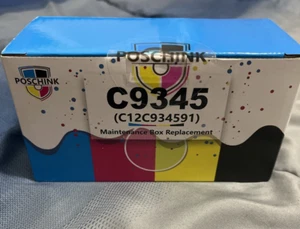 POSCHINK
POSCHINK
C9345
(C12C934591)
Maintenance Box Replacement